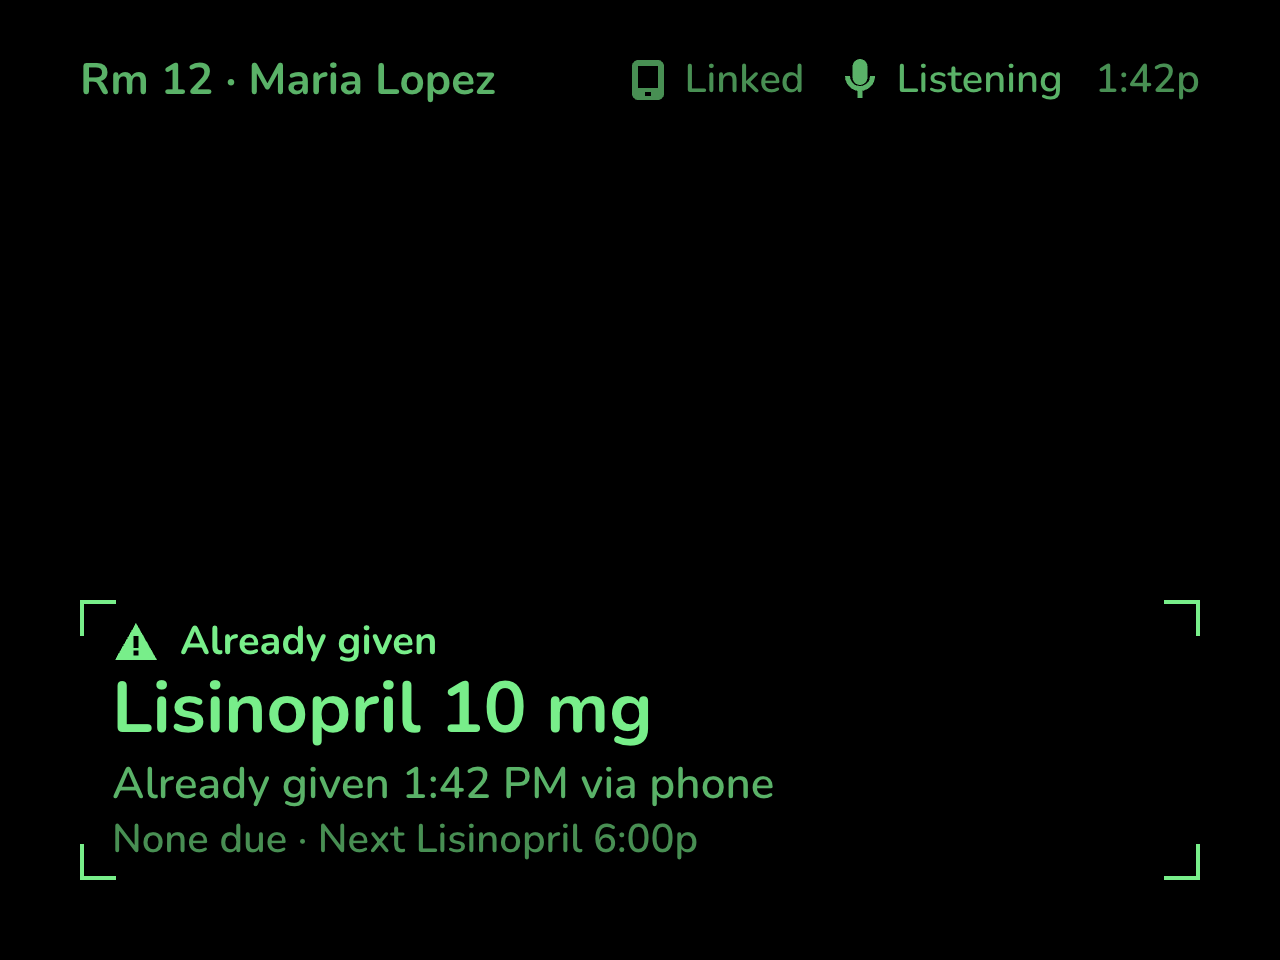 Rm 12 · Maria Lopez Linked Listening 1:42p
Already given
Lisinopril 10 mg
Already given 1:42 PM via phone
None due · Next Lisinopril 6:00p